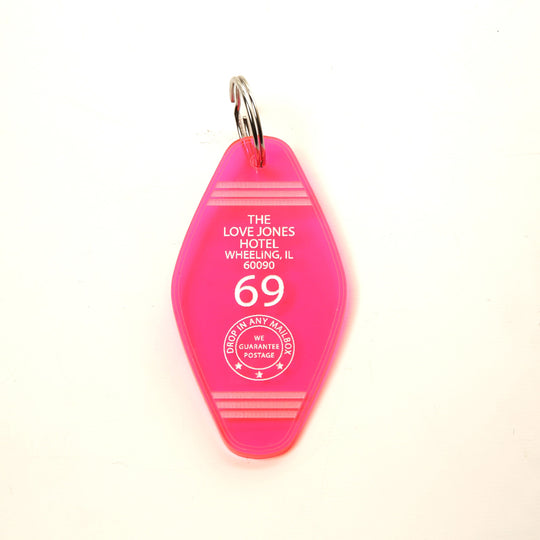 THE
LOVE JONES
HOTEL
WHEELING, IL
60090
69
DROP IN ANY MAILBOX
WE
GUARANTEE
POSTAGE